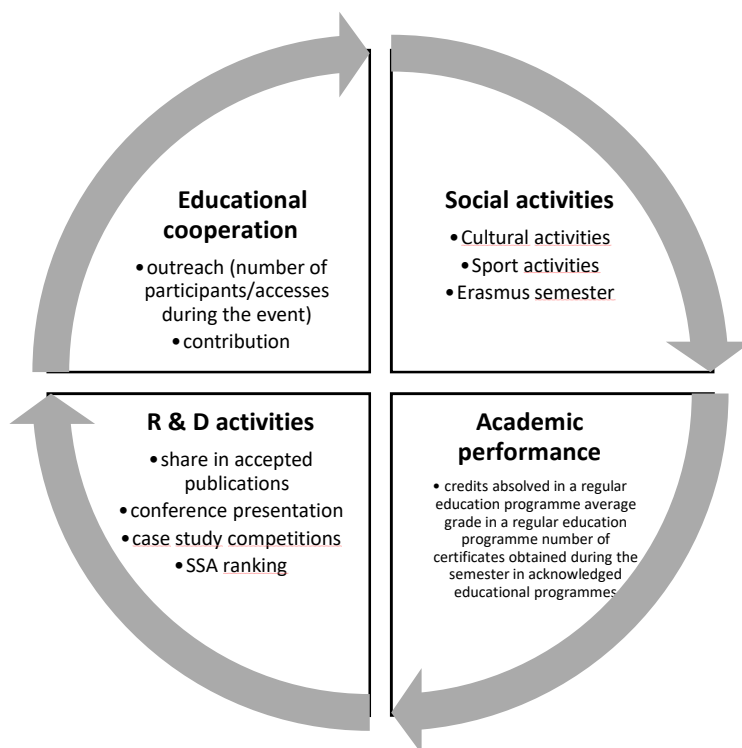 Educational
cooperation
•outreach (number of
participants/accesses
during the event)
•contribution
Social activities
•Cultural activities
•Sport activities
•Erasmus semester
R & D activities
•share in accepted
publications
•conference presentation
•case study competitions
•SSA ranking
Academic
performance
• credits absolved in a regular
education programme average
grade in a regular education
programme number of
certificates obtained during the
semester in acknowledged
educational programmes